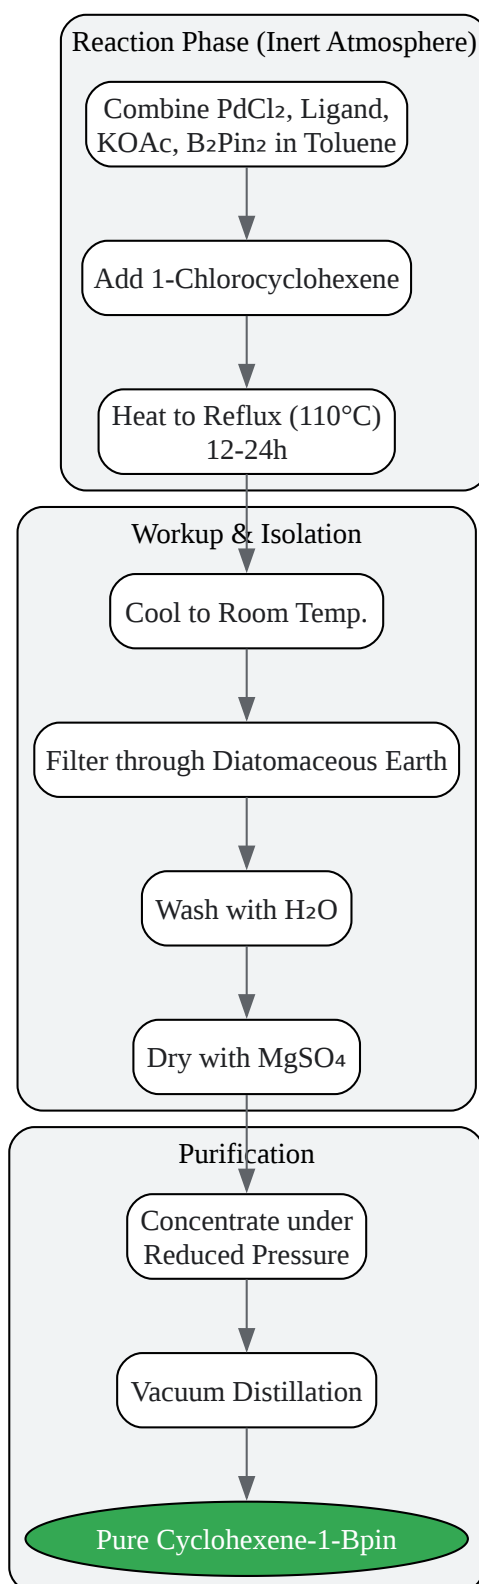 Reaction Phase (Inert Atmosphere)
Combine PdCl₂, Ligand,
KOAc, B₂Pin₂ in Toluene
Add 1-Chlorocyclohexene
Heat to Reflux (110°C)
12-24h
Workup & Isolation
Cool to Room Temp.
Filter through Diatomaceous Earth
Wash with H₂O
Dry with MgSO₄
Purification
Concentrate under
Reduced Pressure
Vacuum Distillation
Pure Cyclohexene-1-Bpin